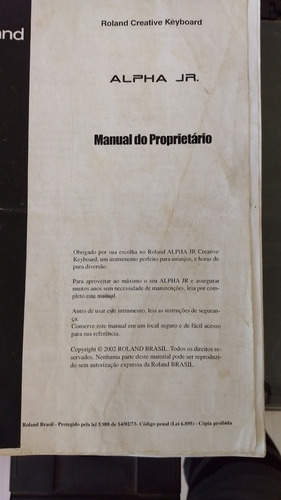 nd
Roland Creative Keyboard
ALPHA JR.
Manual do Proprietário
Obrigado por sua escolha no Roland ALPHA JR Creative
Keyboard, um instrumento perfeito para arranjos, e horas de
pura diversão.
Para aproveitar ao máximo o seu ALPHA JR e assegurar
muitos anos sem necessidade de manutenções, leia por com-
pleto este manual.
Antes de usar este intrumento, leia as instruções de seguran-
ça.
Conserve este manual em um local seguro e de fácil acesso
para sua referência.
Copyright © 2002 ROLAND BRASIL. Todos os direitos re-
servados. Nenhuma parte deste material pode ser reproduzi-
do sem autorização expressa da Roland BRASIL.
Roland Brasil - Protegido pela lei 5.988 de 14/02/73- Código penal (Lei 6.895) - Cópia proibida